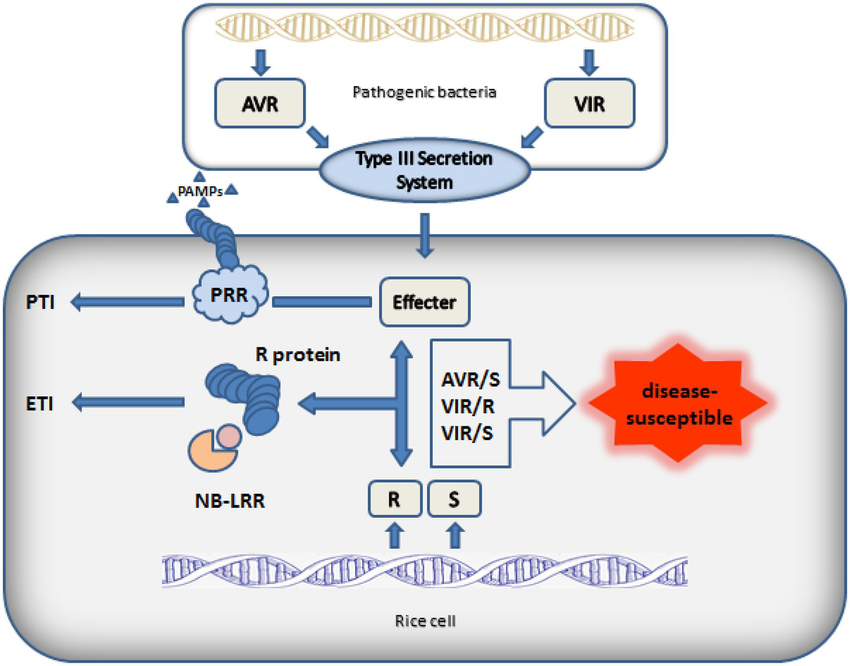 AVR
Pathogenic bacteria
VIR
Type III Secretion
System
PAMPs
PTI
PRR
Effecter
R protein
ETI
AVR/S
VIR/R
VIR/S
disease-
susceptible
NB-LRR
R
S
Rice cell